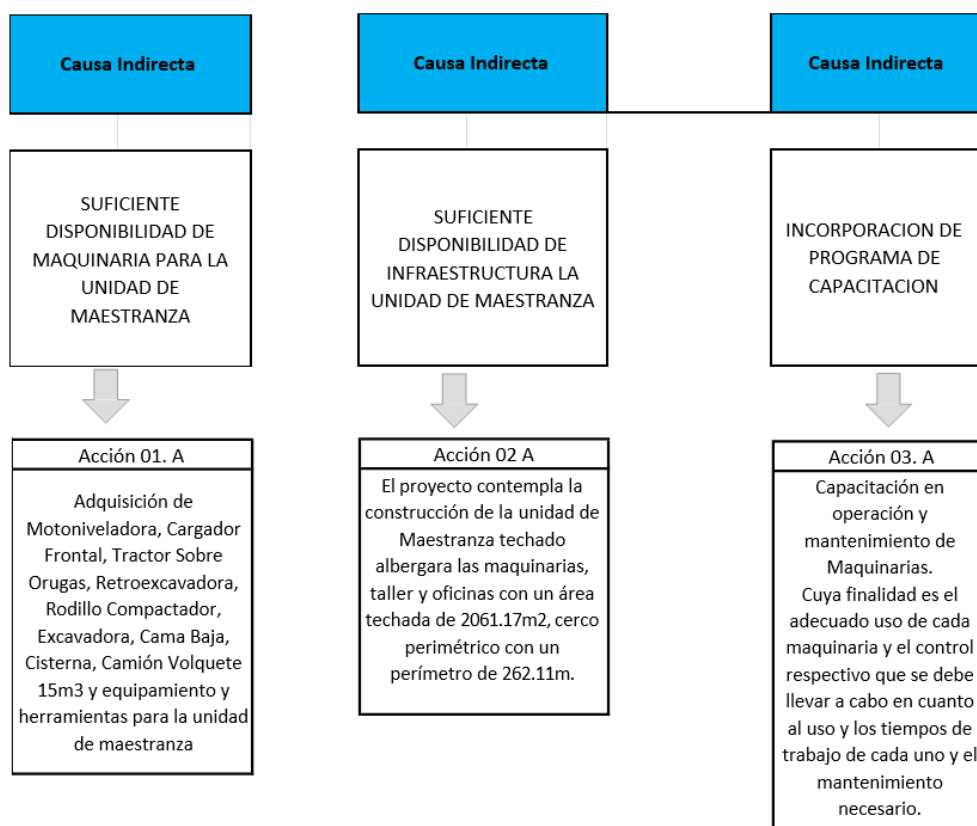 Causa Indirecta
SUFICIENTE
DISPONIBILIDAD DE
MAQUINARIA PARA LA
UNIDAD DE
MAESTRANZA
Acción 01. A
Adquisición de
Motoniveladora, Cargador
Frontal, Tractor Sobre
Orugas, Retroexcavadora,
Rodillo Compactador,
Excavadora, Cama Baja,
Cisterna, Camión Volquete
15m3 y equipamiento y
herramientas para la unidad
de maestranza
Causa Indirecta
SUFICIENTE
DISPONIBILIDAD DE
INFRAESTRUCTURA LA
UNIDAD DE MAESTRANZA
Acción 02 A
El proyecto contempla la
construcción de la unidad de
Maestranza techado
albergara las maquinarias,
taller y oficinas con un área
techada de 2061.17m2, cerco
perimétrico con un
perímetro de 262.11m.
Causa Indirecta
INCORPORACION DE
PROGRAMA DE
CAPACITACION
Acción 03. A
Capacitación en
operación y
mantenimiento de
Maquinarias.
Cuya finalidad es el
adecuado uso de cada
maquinaria y el control
respectivo que se debe
llevar a cabo en cuanto
al uso y los tiempos de
trabajo de cada uno y el
mantenimiento
necesario.